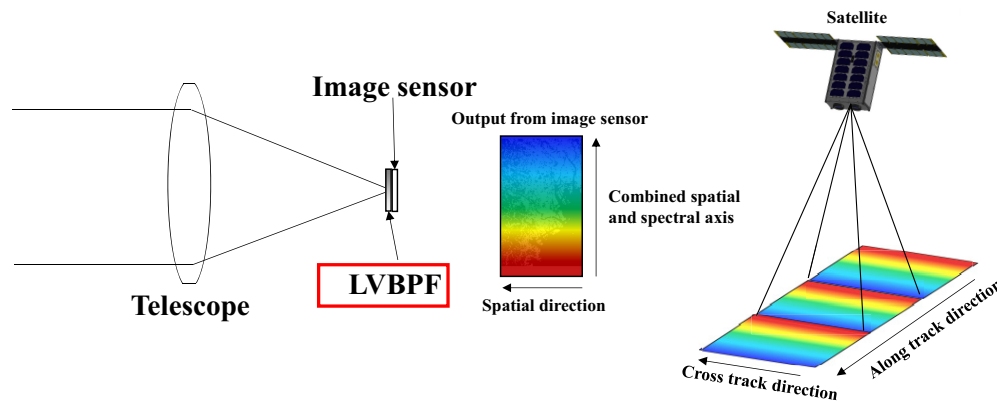 Satellite
Image sensor
Output from image sensor
Combined spatial
and spectral axis
LVBPF
Telescope
Spatial direction
Along track direction
Cross track direction